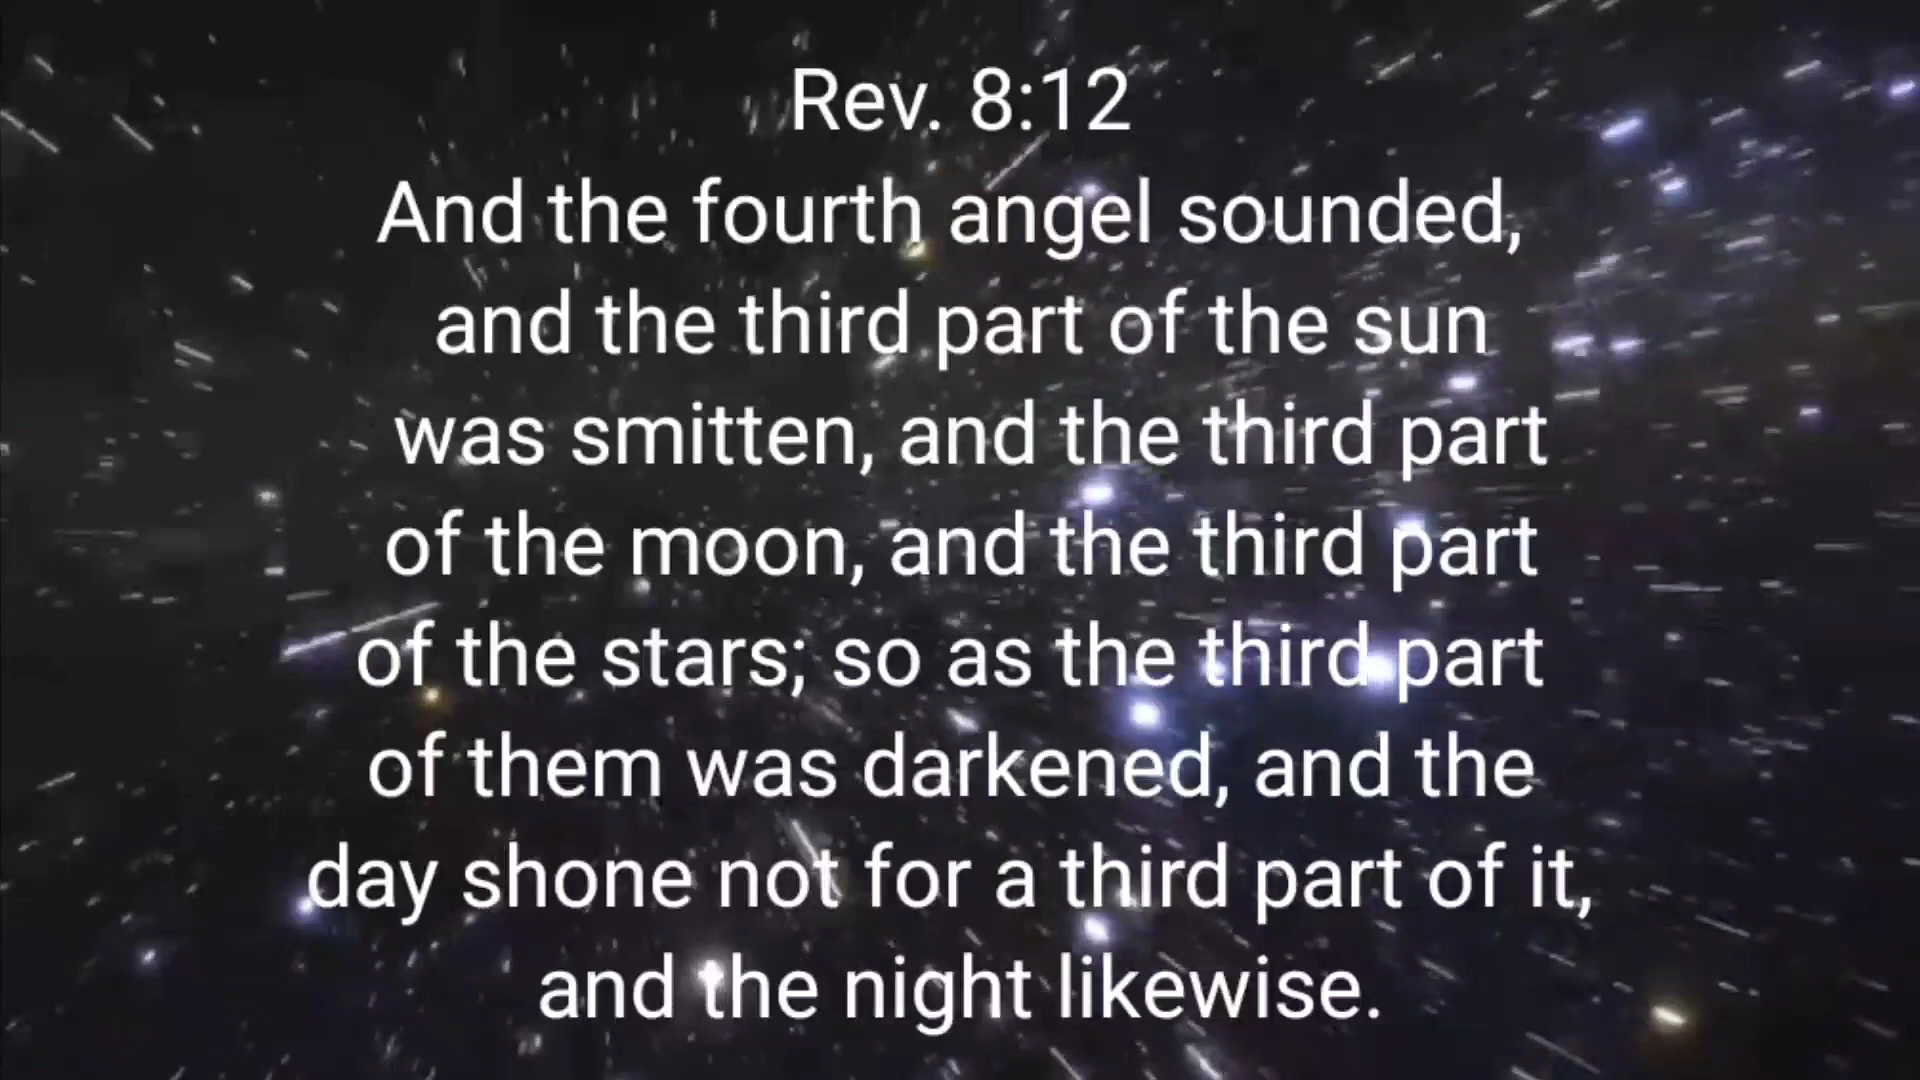 Rev. 8:12
And the fourth angel sounded,
and the third part of the sun
was smitten, and the third part
of the moon, and the third part
of the stars; so as the third part
of them was darkened, and the
day shone not for a third part of it,
and the night likewise.